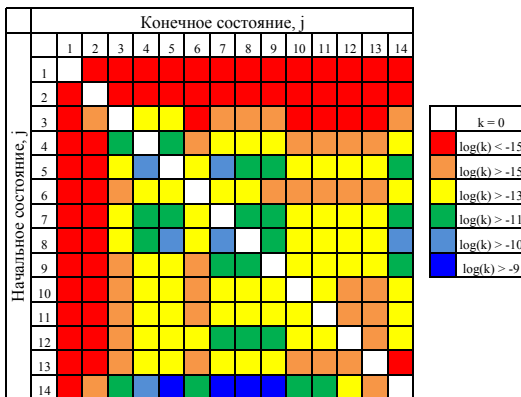 Конечное состояние, j
1 2 3 4 5 6 7 8 9 10 11 12 13 14
Начальное состояние, j
1
2
3
4
5
6
7
8
9
10
11
12
13
14
k = 0
log(k) < -15
log(k) > -15
log(k) > -13
log(k) > -11
log(k) > -10
log(k) > -9